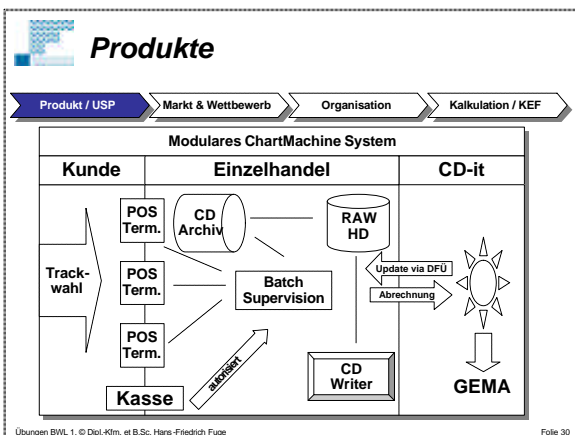 Produkte
Produkt / USP
Markt & Wettbewerb
Organisation
Kalkulation / KEF
Modulares ChartMachine System
Kunde
Einzelhandel
CD-it
POS
Term.
CD
Archiv
RAW
HD
Track-
wahl
POS
Term.
Batch
Supervision
Update via DFÜ
Abrechnung
POS
Term.
autorisiert
CD
Writer
GEMA
Kasse
Übungen BWL 1, © Dipl.-Kfm. et B.Sc. Hans-Friedrich Fuge
Folie 30